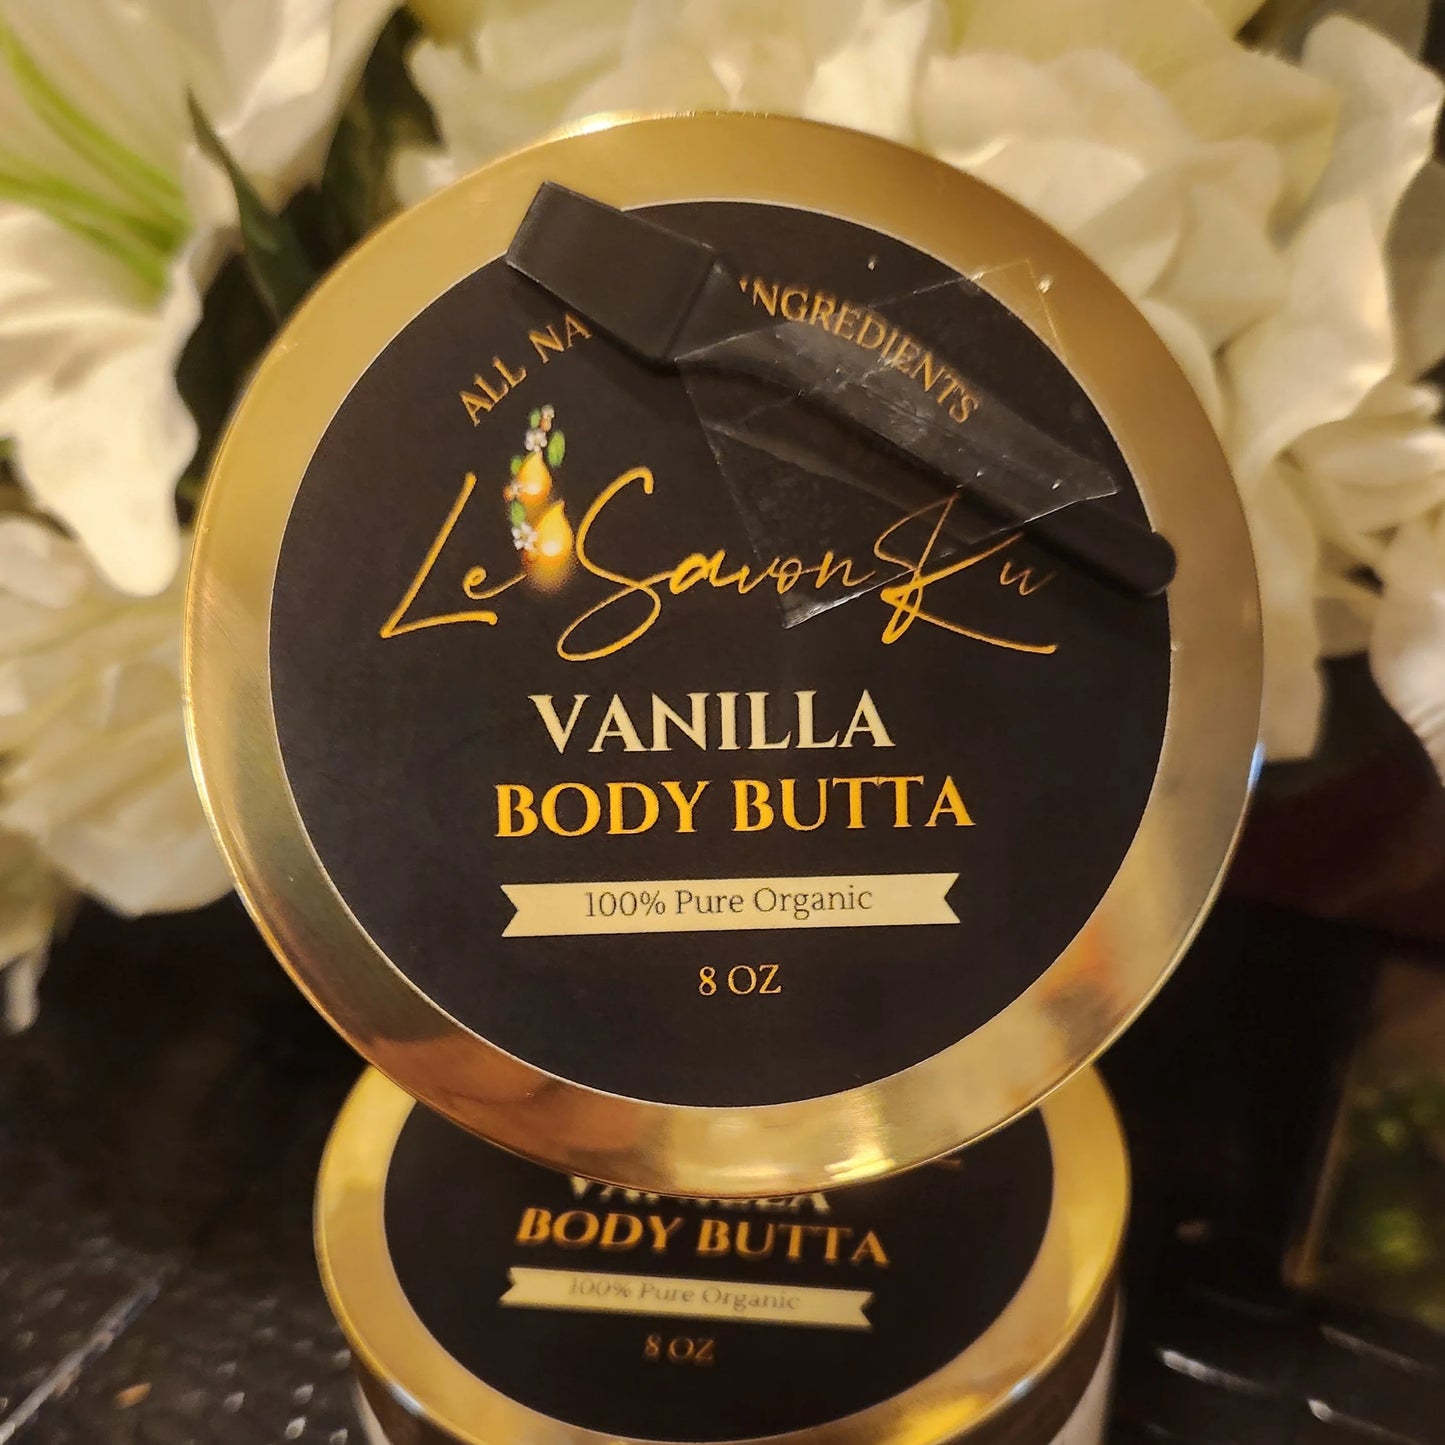 ALL NA INGREDIENTS
Le Savon Ku
VANILLA
BODY BUTTA
100% Pure Organic
8 OZ
VANILLA
BODY BUTTA
100% Pure Organic
8 OZ